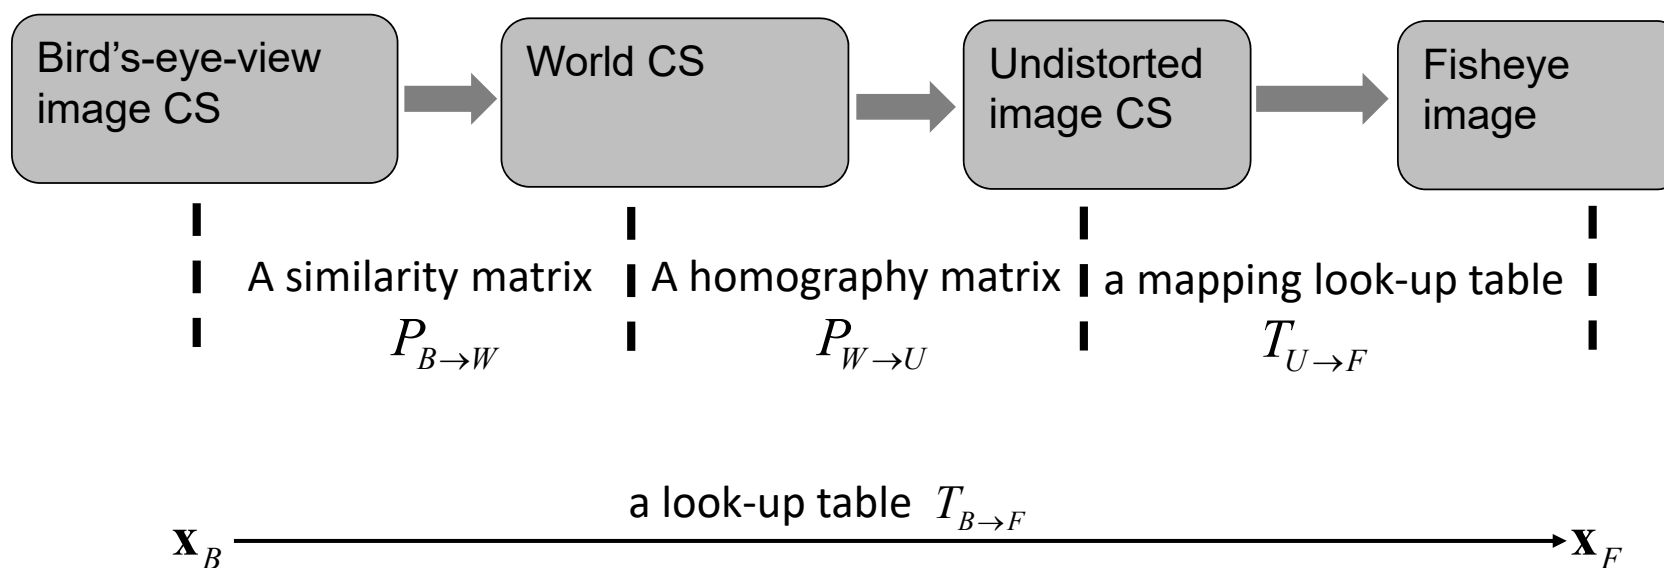 Bird’s-eye-view
image CS
World CS
Undistorted
image CS
Fisheye
image
A similarity matrix
A homography matrix
a mapping look-up table
P_{B→W}
P_{W→U}
T_{U→F}
a look-up table T_{B→F}
x_B
x_F